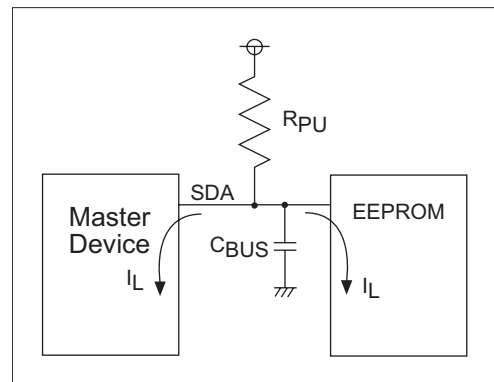 RPU
SDA
Master
Device
EEPROM
CBUS
IL
IL